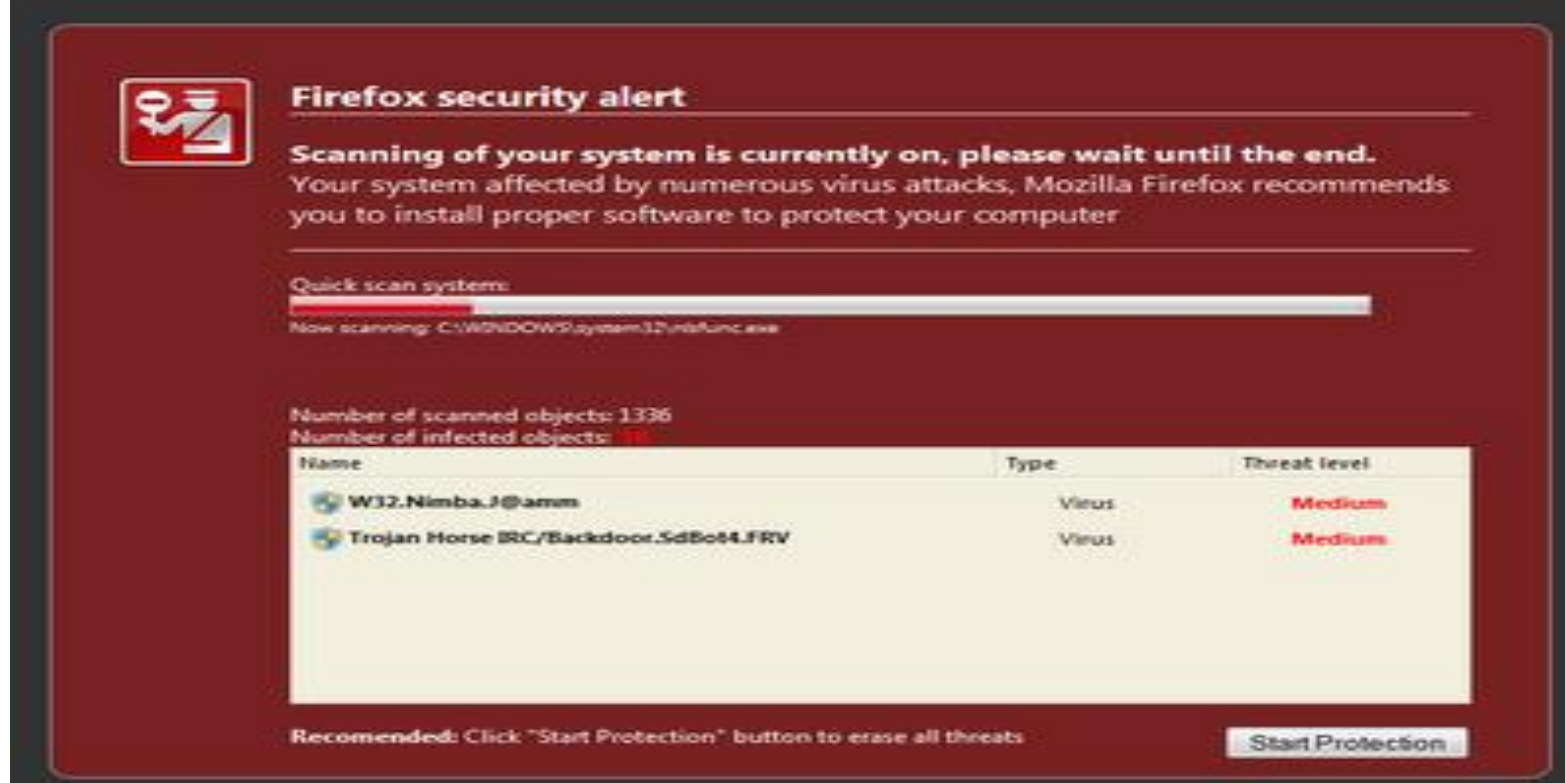 Firefox security alert
Scanning of your system is currently on, please wait until the end.
Your system affected by numerous virus attacks, Mozilla Firefox recommends
you to install proper software to protect your computer
Quick scan system:
Now scanning:
Number of scanned objects: 1336
Number of infected objects:
Name Type Threat level
W32.Nimba.J@amm Virus Medium
Trojan Horse IRC/Backdoor.SdBot4.FRV Virus Medium
Recomended: Click "Start Protection" button to erase all threats
Start Protection